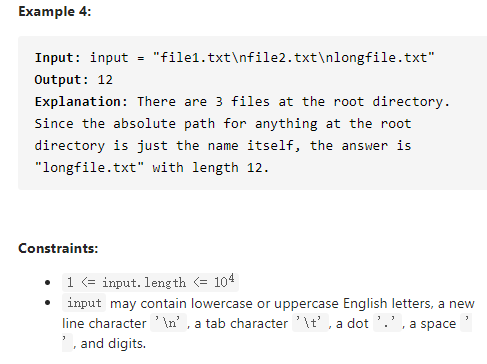 Example 4:
Input: input = "file1.txt\nfile2.txt\nlongfile.txt"
Output: 12
Explanation: There are 3 files at the root directory.
Since the absolute path for anything at the root
directory is just the name itself, the answer is
"longfile.txt" with length 12.
Constraints:
• 1 <= input.length <= 10⁴
• input may contain lowercase or uppercase English letters, a new
line character '\n' , a tab character '\t' , a dot '.' , a space '
' , and digits.